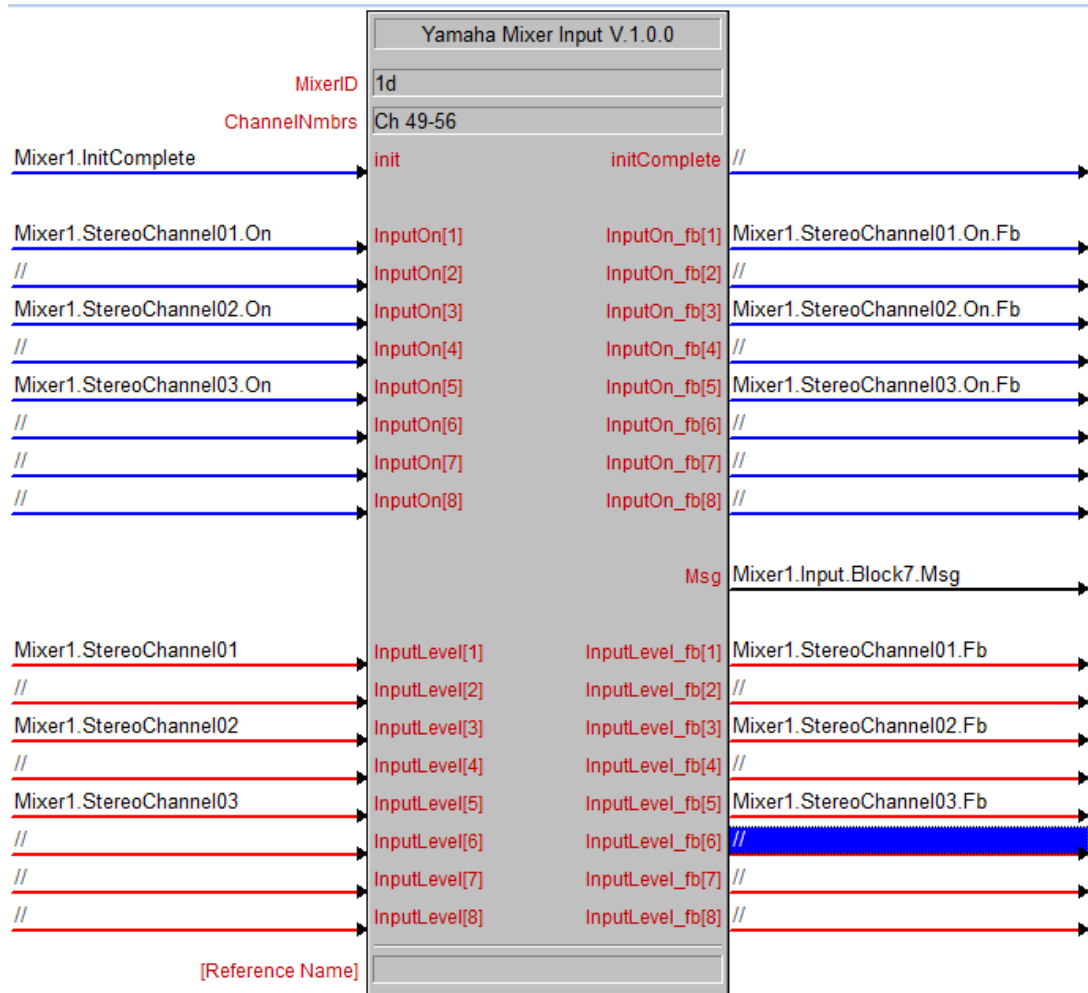 Yamaha Mixer Input V.1.0.0
MixerID 1d
ChannelNmbrs Ch 49-56
Mixer1.InitComplete init initComplete //
Mixer1.StereoChannel01.On InputOn[1] InputOn_fb[1] Mixer1.StereoChannel01.On.Fb
// InputOn[2] InputOn_fb[2] //
Mixer1.StereoChannel02.On InputOn[3] InputOn_fb[3] Mixer1.StereoChannel02.On.Fb
// InputOn[4] InputOn_fb[4] //
Mixer1.StereoChannel03.On InputOn[5] InputOn_fb[5] Mixer1.StereoChannel03.On.Fb
// InputOn[6] InputOn_fb[6] //
// InputOn[7] InputOn_fb[7] //
// InputOn[8] InputOn_fb[8] //
Msg Mixer1.Input.Block7.Msg
Mixer1.StereoChannel01 InputLevel[1] InputLevel_fb[1] Mixer1.StereoChannel01.Fb
// InputLevel[2] InputLevel_fb[2] //
Mixer1.StereoChannel02 InputLevel[3] InputLevel_fb[3] Mixer1.StereoChannel02.Fb
// InputLevel[4] InputLevel_fb[4] //
Mixer1.StereoChannel03 InputLevel[5] InputLevel_fb[5] Mixer1.StereoChannel03.Fb
// InputLevel[6] InputLevel_fb[6] //
// InputLevel[7] InputLevel_fb[7] //
// InputLevel[8] InputLevel_fb[8] //
[Reference Name]